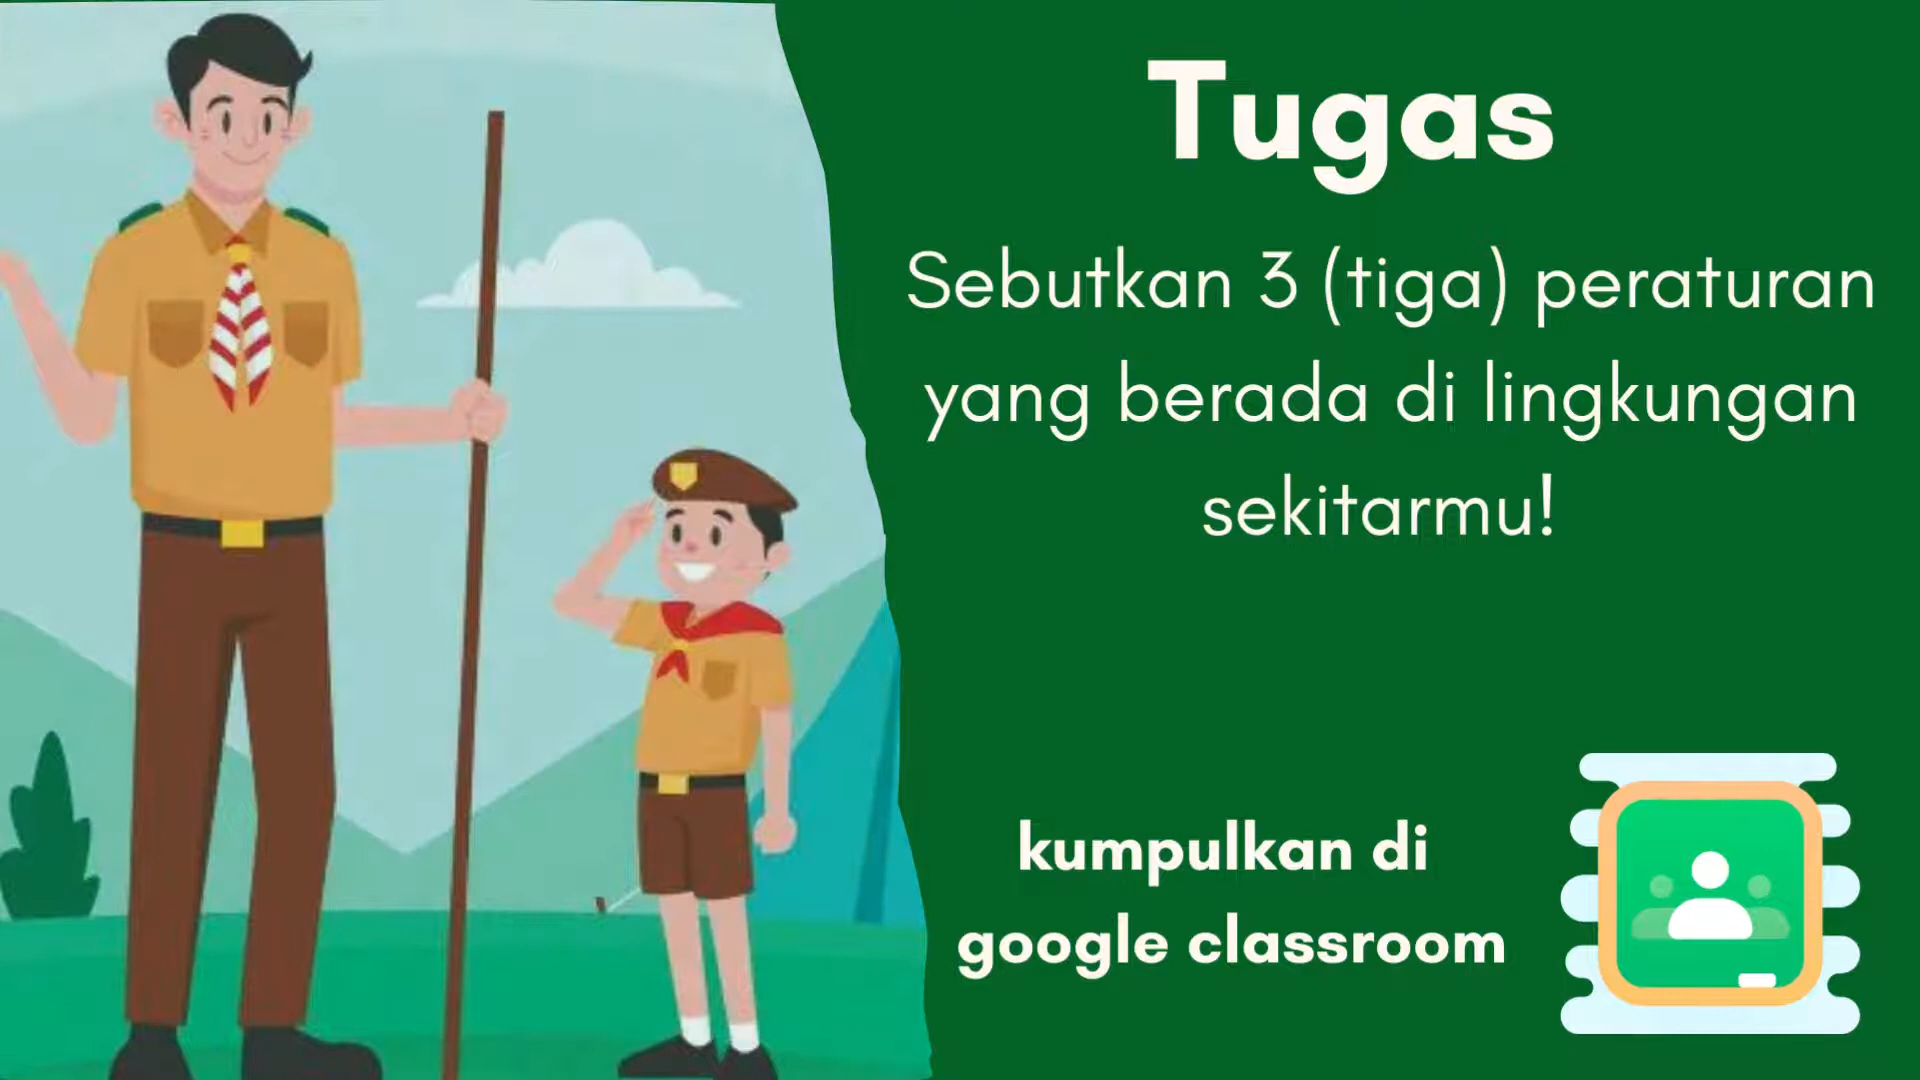 Tugas
Sebutkan 3 (tiga) peraturan
yang berada di lingkungan
sekitarmu!
kumpulkan di
google classroom